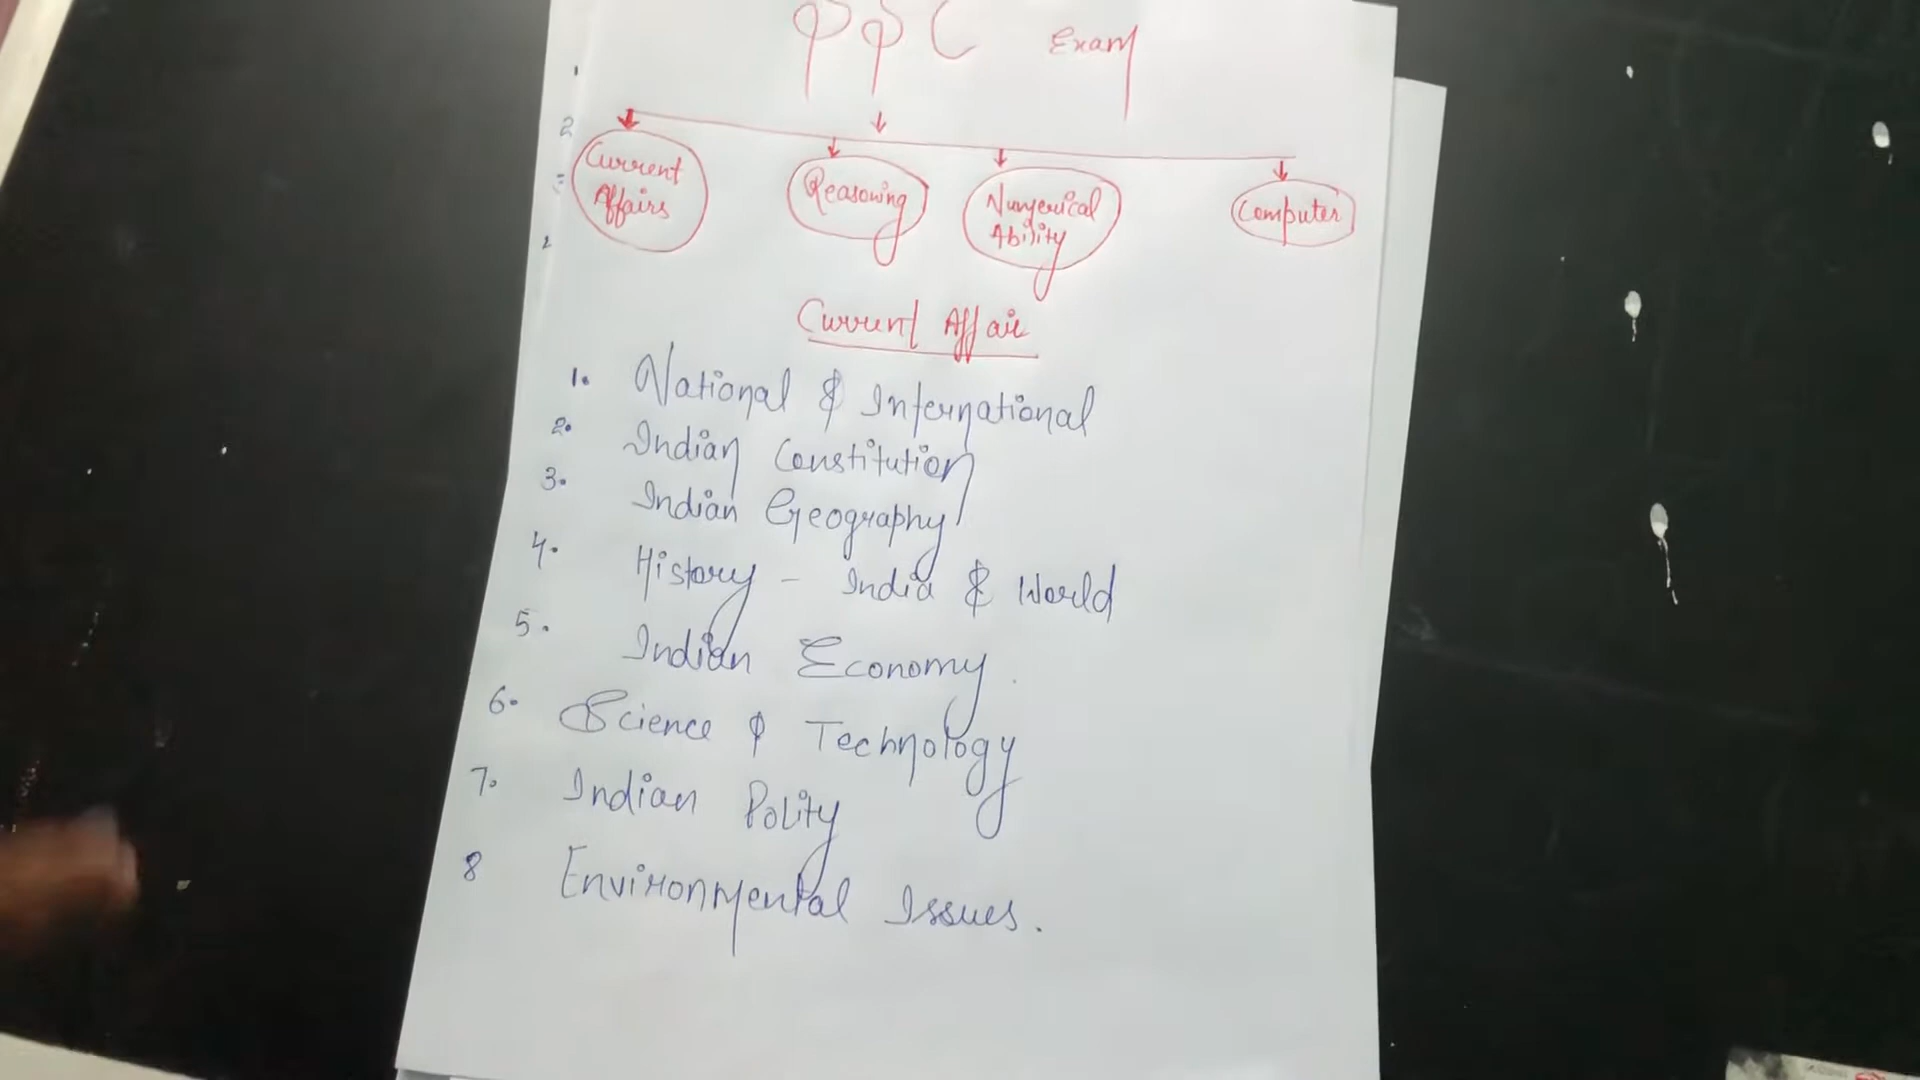 PPC Exam
Current Affairs
Reasoning
Numerical Ability
Computer
Current Affair
1. National & International
2. Indian Constitution
3. Indian Geography
4. History - India & World
5. Indian Economy.
6. Science & Technology
7. Indian Polity
8 Environmental Issues.